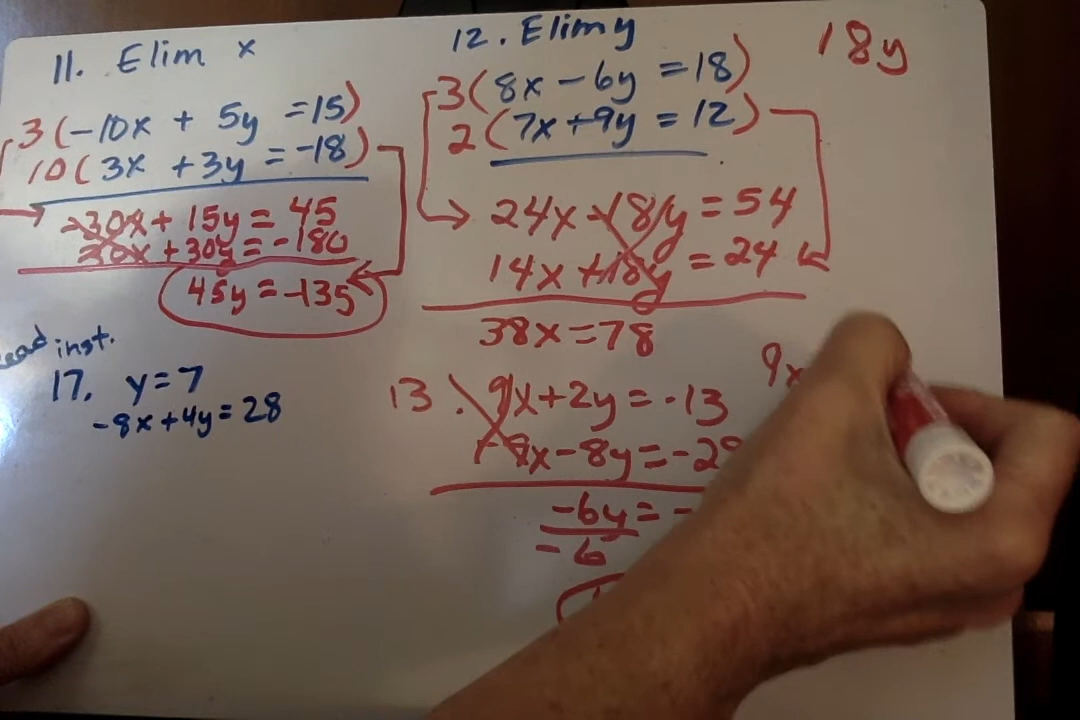 11. Elim x
3(-10x + 5y = 15)
10(3x + 3y = -18)
-30x + 15y = 45
30x + 30y = -180
45y = -135
inst.
17. y = 7
-8x + 4y = 28
12. Elim y
3(8x - 6y = 18)
2(7x + 9y = 12)
24x - 18y = 54
14x + 18y = 24
38x = 78
13. 9x + 2y = -13
-9x - 8y = -29
-6y = -
-6
18y
9x